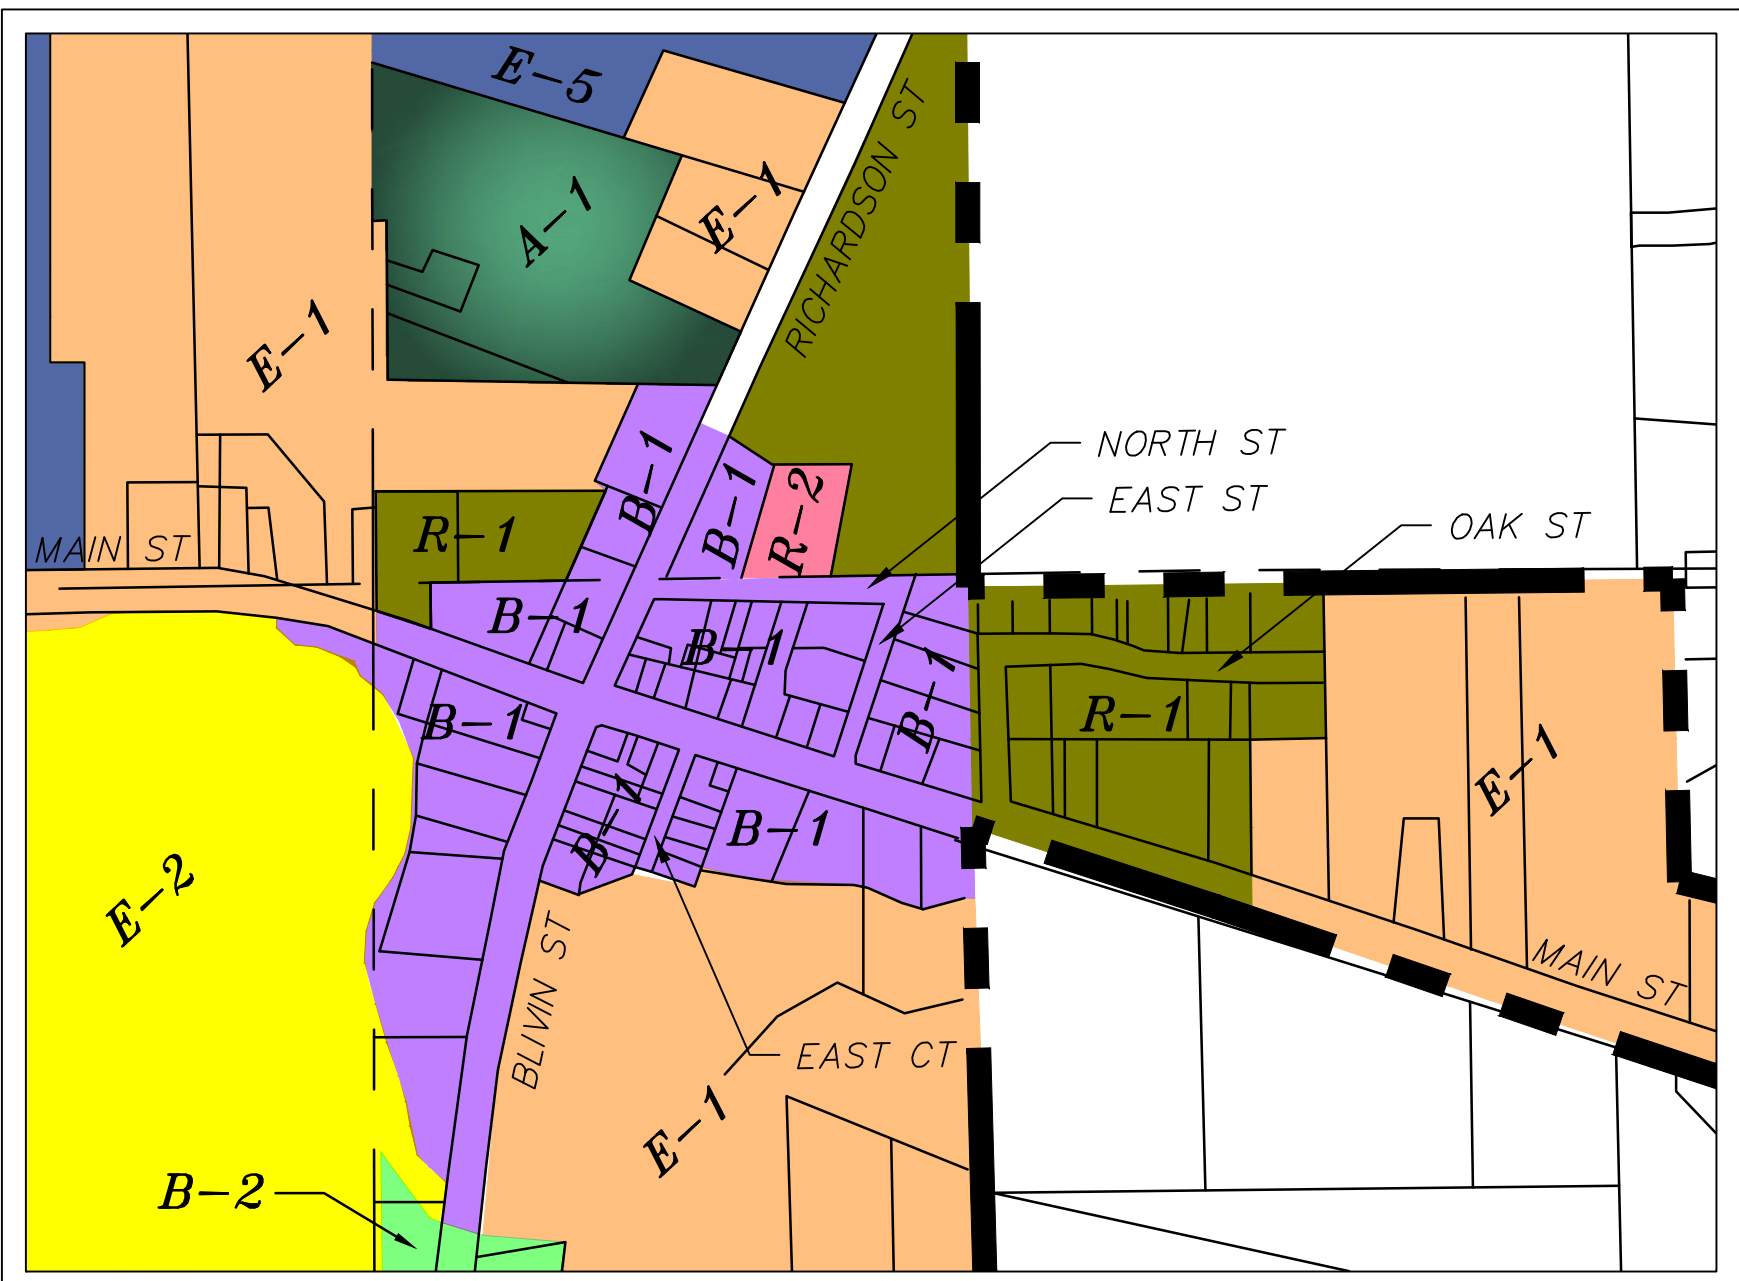 E-5
RICHARDSON ST
A-1
E-1
E-1
NORTH ST
EAST ST
OAK ST
B-1
B-1
R-2
R-1
MAIN ST
B-1
B-1
B-1
R-1
B-1
E-1
B-1
B-1
E-2
MAIN ST
BLIVIN ST
EAST CT
E-1
B-2